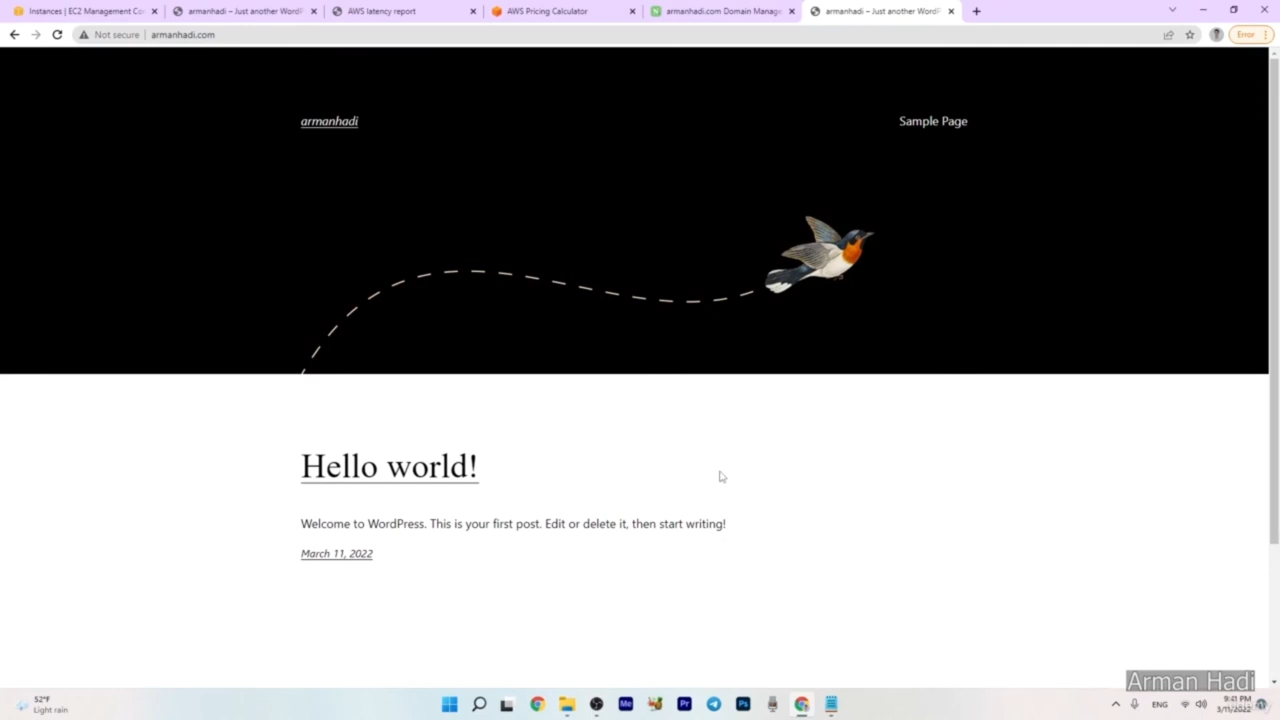 Instances | EC2 Management Co
armanhadi – Just another WordP
AWS latency report
AWS Pricing Calculator
armanhadi.com Domain Manage
armanhadi – Just another WordP
Not secure
armanhadi.com
Error
armanhadi
Sample Page
Hello world!
Welcome to WordPress. This is your first post. Edit or delete it, then start writing!
March 11, 2022
Arman Hadi
52°F
Light rain
Me
Pr
Ps
ENG
9:41 PM
3/11/2022